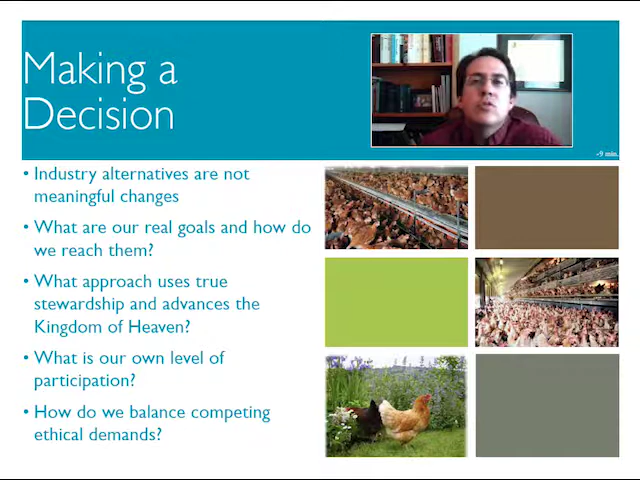 Making a
Decision
~9 min.
• Industry alternatives are not
meaningful changes
• What are our real goals and how do
we reach them?
• What approach uses true
stewardship and advances the
Kingdom of Heaven?
• What is our own level of
participation?
• How do we balance competing
ethical demands?